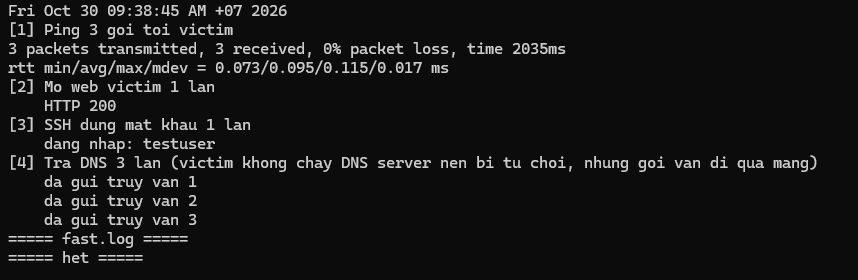 Fri Oct 30 09:38:45 AM +07 2026
[1] Ping 3 goi toi victim
3 packets transmitted, 3 received, 0% packet loss, time 2035ms
rtt min/avg/max/mdev = 0.073/0.095/0.115/0.017 ms
[2] Mo web victim 1 lan
    HTTP 200
[3] SSH dung mat khau 1 lan
    dang nhap: testuser
[4] Tra DNS 3 lan (victim khong chay DNS server nen bi tu choi, nhung goi van di qua mang)
    da gui truy van 1
    da gui truy van 2
    da gui truy van 3
===== fast.log =====
===== het =====